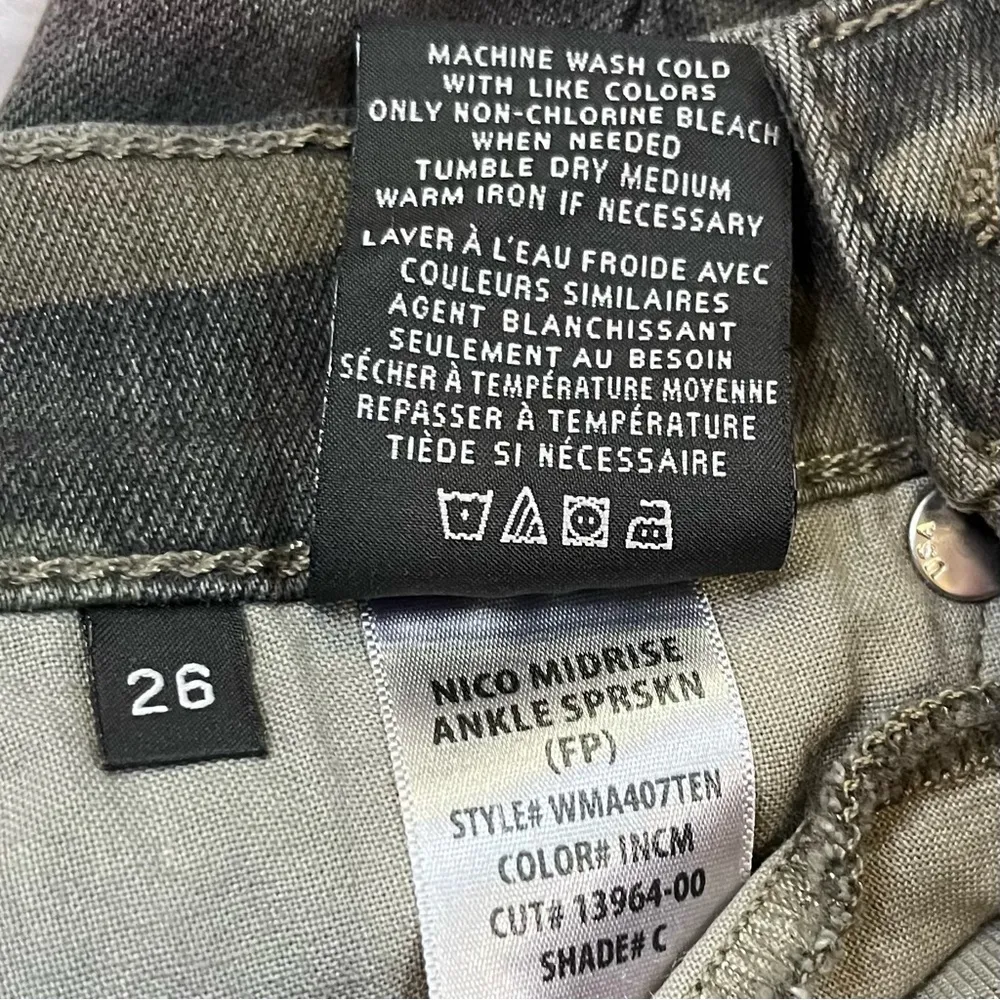 MACHINE WASH COLD
WITH LIKE COLORS
ONLY NON-CHLORINE BLEACH
WHEN NEEDED
TUMBLE DRY MEDIUM
WARM IRON IF NECESSARY
LAVER À L'EAU FROIDE AVEC
COULEURS SIMILAIRES
AGENT BLANCHISSANT
SEULEMENT AU BESOIN
SÉCHER À TEMPÉRATURE MOYENNE
REPASSER À TEMPÉRATURE
TIÈDE SI NÉCESSAIRE
USA
26
NICO MIDRISE
ANKLE SPRSKN
(FP)
STYLE# WMA407TEN
COLOR# INCM
CUT# 13964-00
SHADE# C